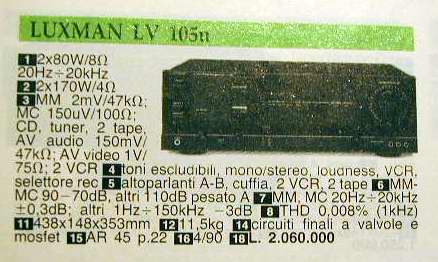 LUXMAN LV 105u
1 2x80W/8Ω
20Hz÷20kHz
2 2x170W/4Ω
3 MM 2mV/47kΩ;
MC 150uV/100Ω;
CD, tuner, 2 tape,
AV audio 150mV/
47kΩ; AV video 1V/
75Ω; 2 VCR 4 toni escludibili, mono/stereo, loudness, VCR,
selettore rec 5 altoparlanti A-B, cuffia, 2 VCR, 2 tape 6 MM-
MC 90-70dB, altri 110dB pesato A 7 MM, MC 20Hz÷20kHz
±0,3dB; altri 1Hz÷150kHz -3dB 8 THD 0,008% (1kHz)
11 438x148x353mm 12 11,5kg 14 circuiti finali a valvole e
mosfet 15 AR 45 p.22 16 4/90 18 L. 2.060.000